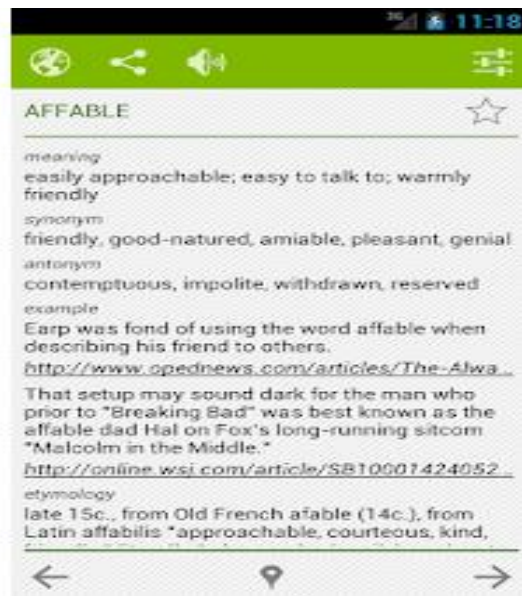 3G 11:18
AFFABLE
meaning
easily approachable; easy to talk to; warmly
friendly
synonym
friendly, good-natured, amiable, pleasant, genial
antonym
contemptuous, impolite, withdrawn, reserved
example
Earp was fond of using the word affable when
describing his friend to others.
http://www.opednews.com/articles/The-Alwa...
That setup may sound dark for the man who
prior to "Breaking Bad" was best known as the
affable dad Hal on Fox's long-running sitcom
"Malcolm in the Middle."
http://online.wsj.com/article/SB10001424052...
etymology
late 15c., from Old French afable (14c.), from
Latin affabilis "approachable, courteous, kind,